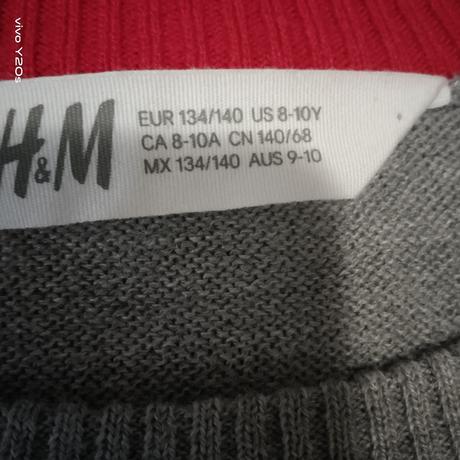 H&M
EUR 134/140 US 8-10Y
CA 8-10A CN 140/68
MX 134/140 AUS 9-10
vivo Y20s